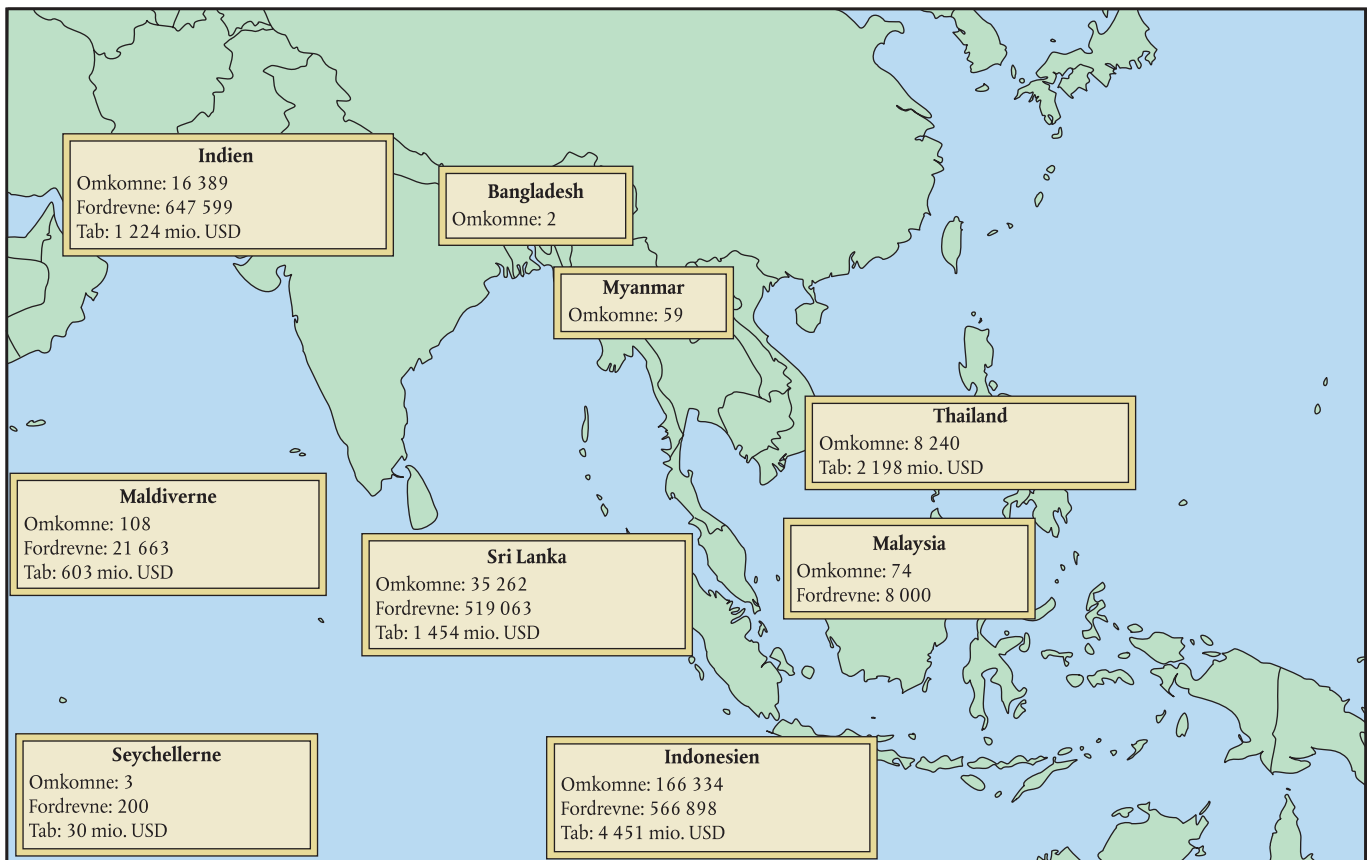 Indien
Omkomne: 16 389
Fordrevne: 647 599
Tab: 1 224 mio. USD
Bangladesh
Omkomne: 2
Myanmar
Omkomne: 59
Thailand
Omkomne: 8 240
Tab: 2 198 mio. USD
Maldiverne
Omkomne: 108
Fordrevne: 21 663
Tab: 603 mio. USD
Sri Lanka
Omkomne: 35 262
Fordrevne: 519 063
Tab: 1 454 mio. USD
Malaysia
Omkomne: 74
Fordrevne: 8 000
Seychellerne
Omkomne: 3
Fordrevne: 200
Tab: 30 mio. USD
Indonesien
Omkomne: 166 334
Fordrevne: 566 898
Tab: 4 451 mio. USD